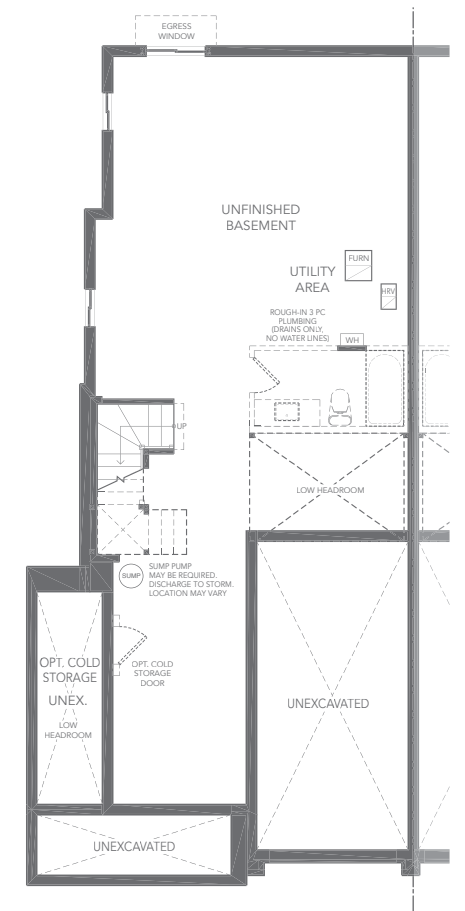 EGRESS
WINDOW
UNFINISHED
BASEMENT
FURN
UTILITY
AREA
HRV
ROUGH-IN 3 PC
PLUMBING
(DRAINS ONLY,
NO WATER LINES)
WH
UP
LOW HEADROOM
SUMP
SUMP PUMP
MAY BE REQUIRED.
DISCHARGE TO STORM.
LOCATION MAY VARY
OPT. COLD
STORAGE
UNEX.
LOW
HEADROOM
OPT. COLD
STORAGE
DOOR
UNEXCAVATED
UNEXCAVATED